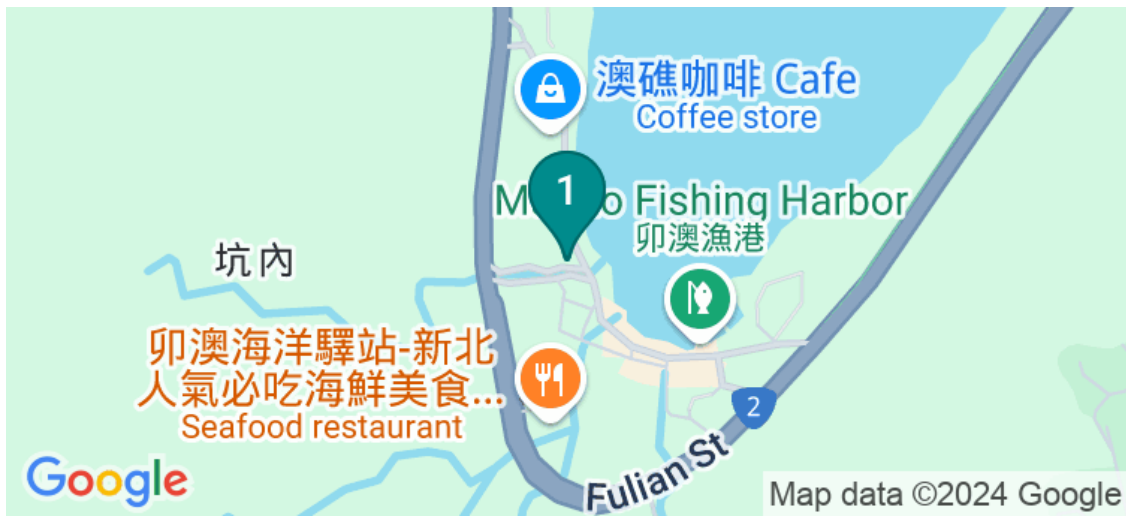 澳礁咖啡 Cafe
Coffee store
1
Fishing Harbor
卯澳漁港
坑內
卯澳海洋驛站-新北
人氣必吃海鮮美食...
Seafood restaurant
2
Fulian St
Google
Map data ©2024 Google